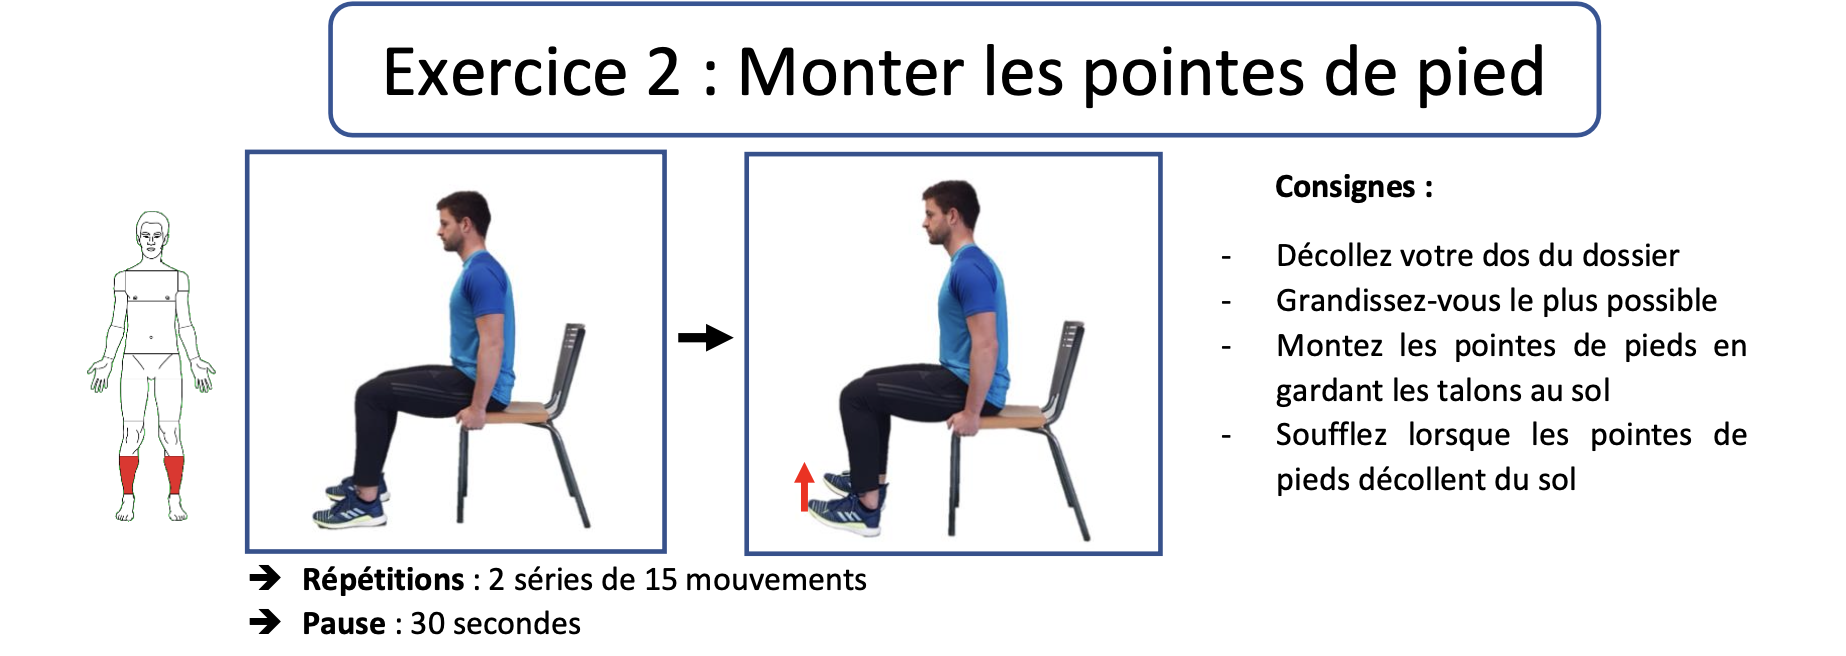 Exercice 2 : Monter les pointes de pied
Consignes :
- Décollez votre dos du dossier
- Grandissez-vous le plus possible
- Montez les pointes de pieds en
gardant les talons au sol
- Soufflez lorsque les pointes de
pieds décollent du sol
➔ Répétitions : 2 séries de 15 mouvements
➔ Pause : 30 secondes